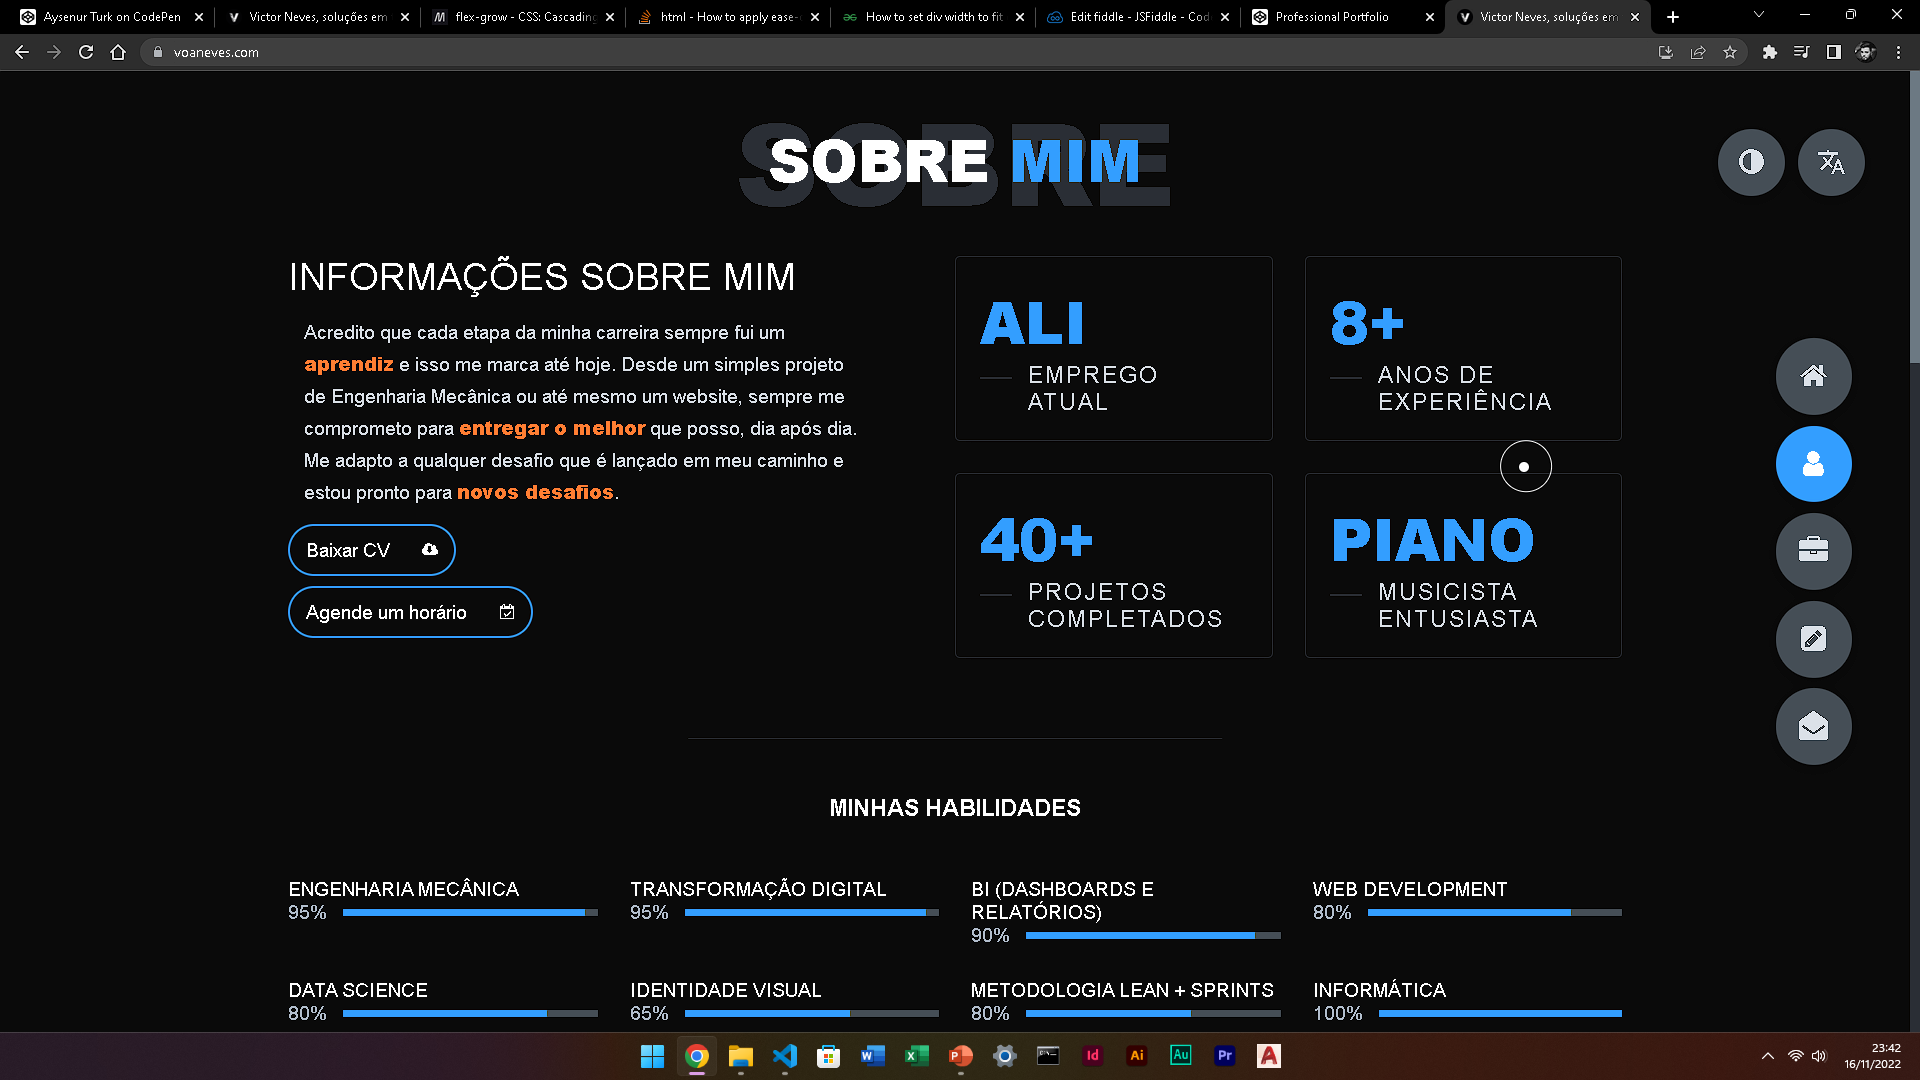 Aysenur Turk on CodePen
Victor Neves, soluções em
flex-grow - CSS: Cascading
html - How to apply ease-
How to set div width to fit
Edit fiddle - JSFiddle - Cod
Professional Portfolio
Victor Neves, soluções em
voaneves.com
SOBRE
SOBRE MIM
INFORMAÇÕES SOBRE MIM
Acredito que cada etapa da minha carreira sempre fui um
aprendiz e isso me marca até hoje. Desde um simples projeto
de Engenharia Mecânica ou até mesmo um website, sempre me
comprometo para entregar o melhor que posso, dia após dia.
Me adapto a qualquer desafio que é lançado em meu caminho e
estou pronto para novos desafios.
Baixar CV
Agende um horário
ALI
EMPREGO
ATUAL
8+
ANOS DE
EXPERIÊNCIA
40+
PROJETOS
COMPLETADOS
PIANO
MUSICISTA
ENTUSIASTA
MINHAS HABILIDADES
ENGENHARIA MECÂNICA
95%
TRANSFORMAÇÃO DIGITAL
95%
BI (DASHBOARDS E
RELATÓRIOS)
90%
WEB DEVELOPMENT
80%
DATA SCIENCE
80%
IDENTIDADE VISUAL
65%
METODOLOGIA LEAN + SPRINTS
80%
INFORMÁTICA
100%
Id
Ai
Au
Pr
23:42
16/11/2022